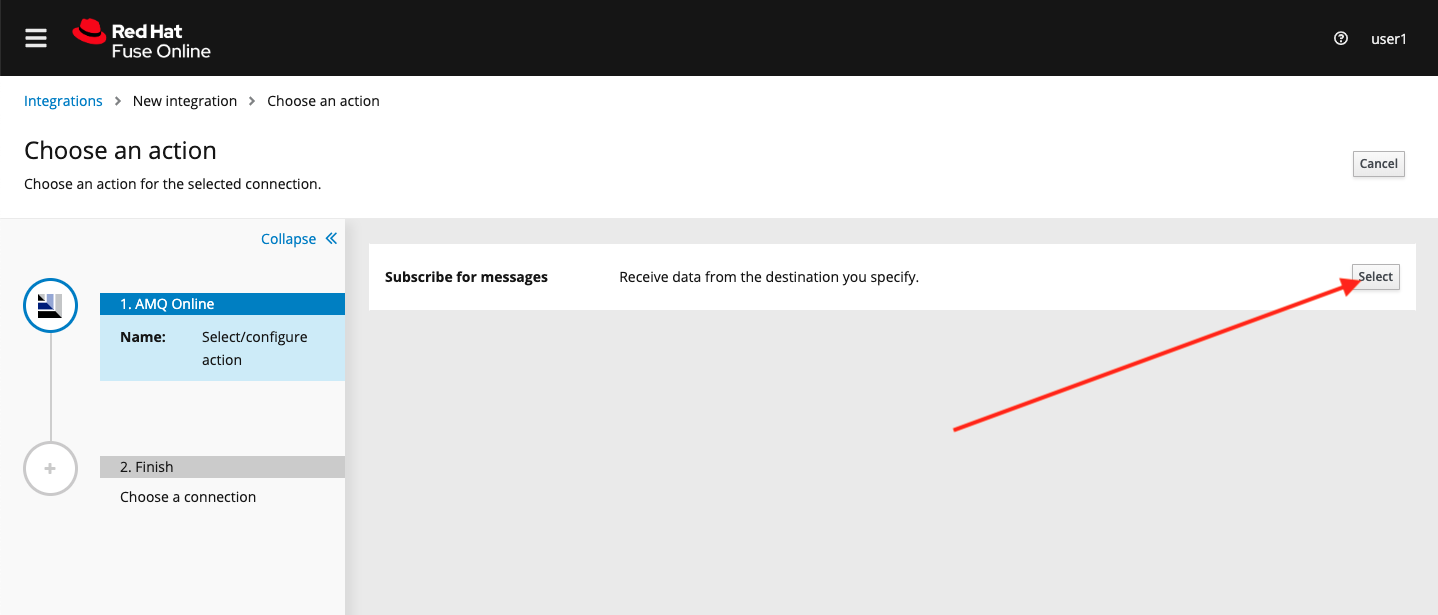 Red Hat
Fuse Online
user1
Integrations > New integration > Choose an action
Choose an action
Choose an action for the selected connection.
Cancel
Collapse
1. AMQ Online
Name: Select/configure
action
2. Finish
Choose a connection
Subscribe for messages Receive data from the destination you specify. Select